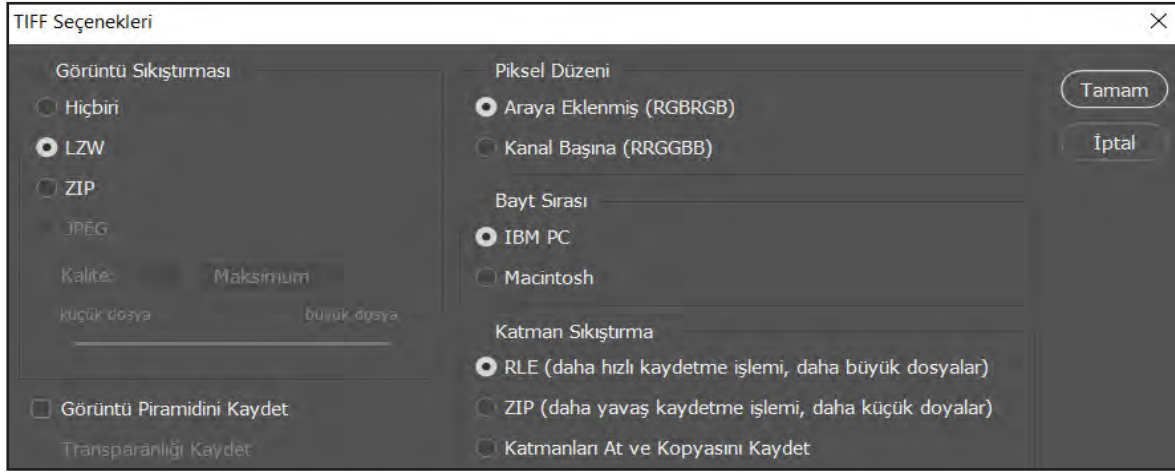 TIFF Seçenekleri
Görüntü Sıkıştırması
Hiçbiri
LZW
ZIP
JPEG
Kalite: Maksimum
küçük dosya büyük dosya
Görüntü Piramidini Kaydet
Transparanlığı Kaydet
Piksel Düzeni
Araya Eklenmiş (RGBRGB)
Kanal Başına (RRGGBB)
Bayt Sırası
IBM PC
Macintosh
Katman Sıkıştırma
RLE (daha hızlı kaydetme işlemi, daha büyük dosyalar)
ZIP (daha yavaş kaydetme işlemi, daha küçük doyalar)
Katmanları At ve Kopyasını Kaydet
Tamam
İptal